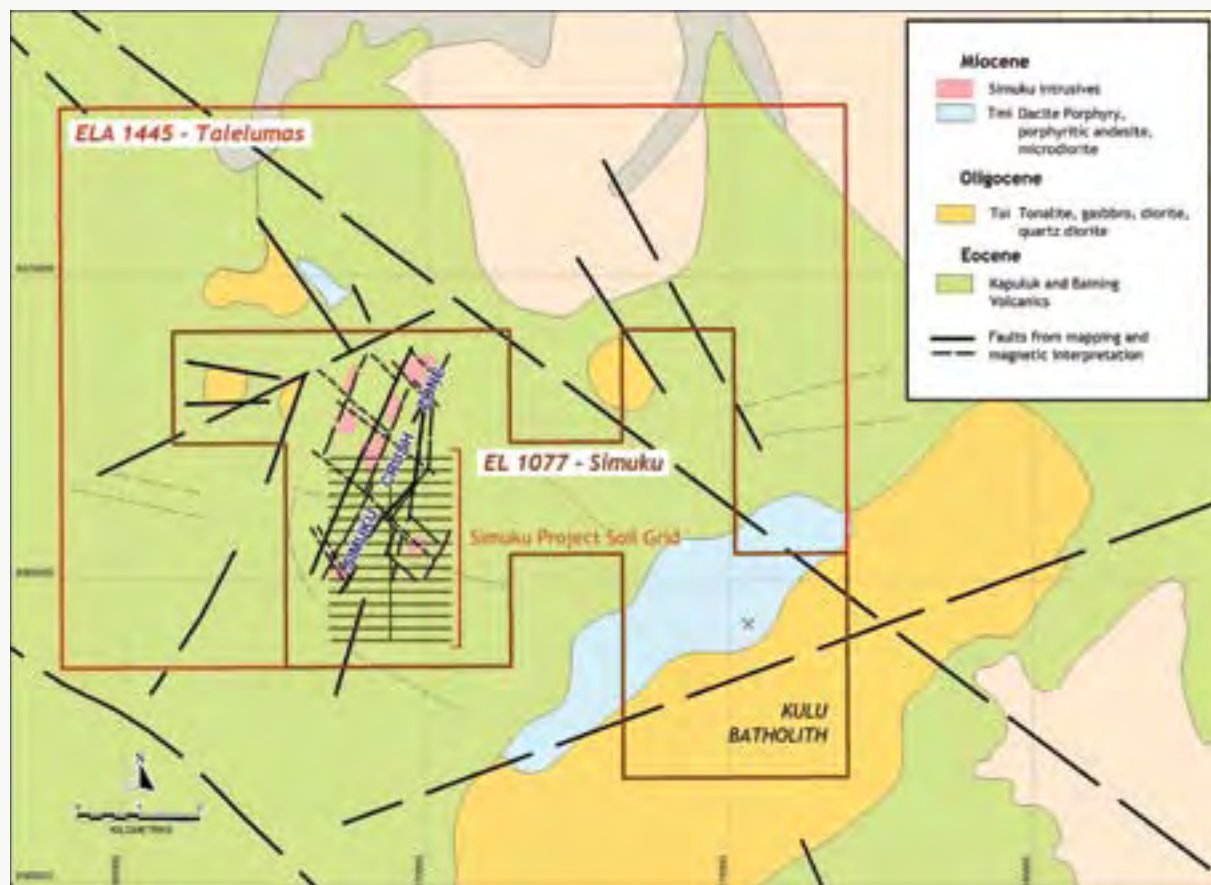 ELA 1445 - Talelumas
EL 1077 - Simuku
Simuku Project Soil Grid
SIMUKU CRUSH ZONE
KULU
BATHOLITH
N
KILOMETRES
Miocene
Simuku Intrusives
Tmi Dacite Porphyry,
porphyritic andesite,
microdiorite
Oligocene
Toi Tonalite, gabbro, diorite,
quartz diorite
Eocene
Kapuluk and Baining
Volcanics
Faults from mapping and
magnetic interpretation